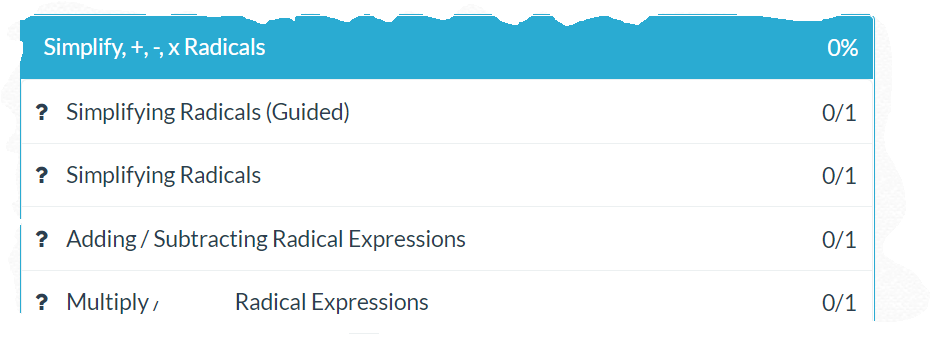 Simplify, +, -, x Radicals 0%
? Simplifying Radicals (Guided) 0/1
? Simplifying Radicals 0/1
? Adding / Subtracting Radical Expressions 0/1
? Multiply / Radical Expressions 0/1